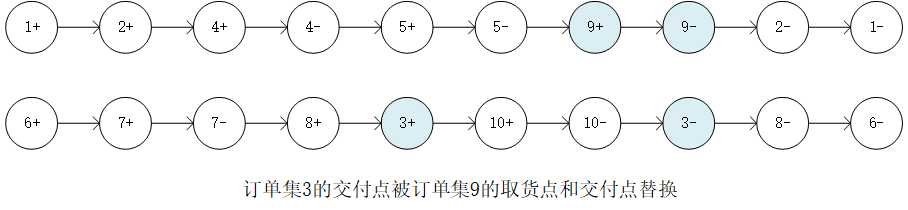 1+ 2+ 4+ 4- 5+ 5- 9+ 9- 2- 1-
6+ 7+ 7- 8+ 3+ 10+ 10- 3- 8- 6-
订单集3的交付点被订单集9的取货点和交付点替换